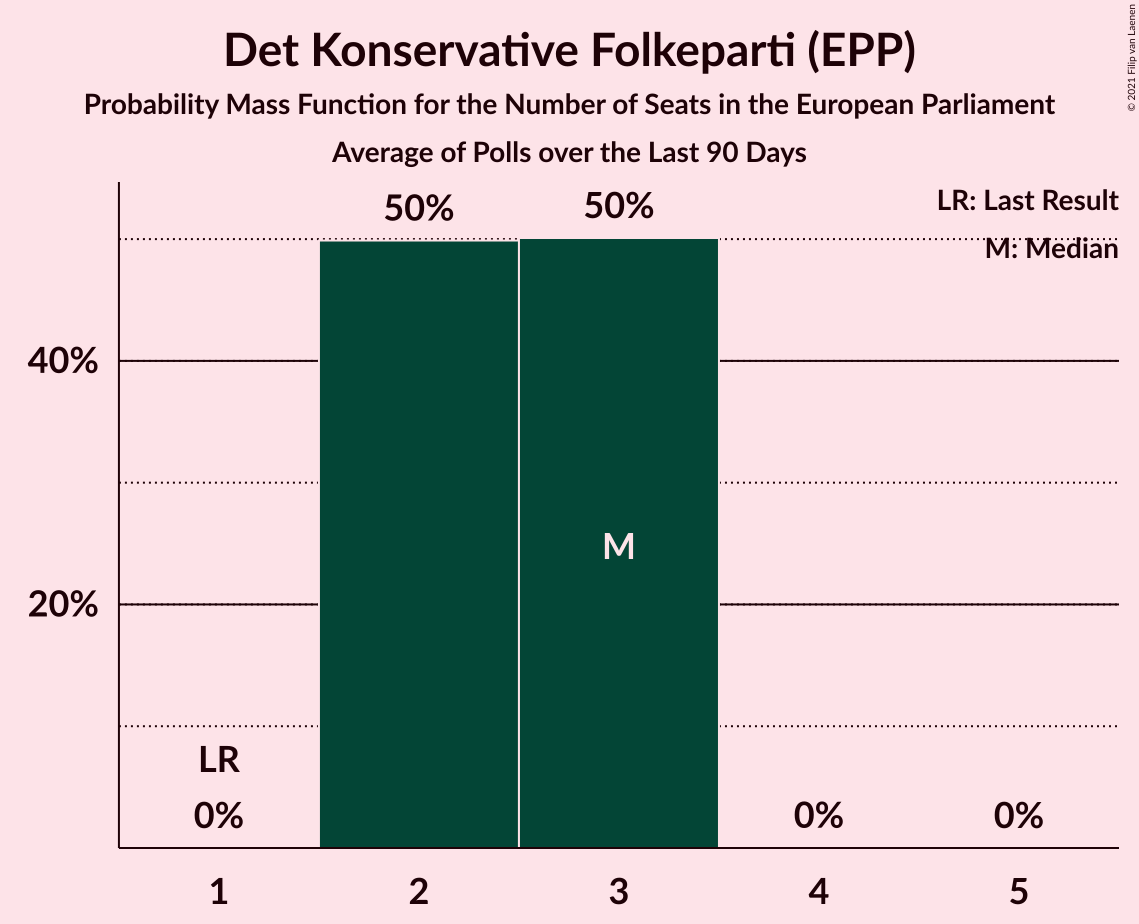 Det Konservative Folkeparti (EPP)
Probability Mass Function for the Number of Seats in the European Parliament
Average of Polls over the Last 90 Days
© 2021 Filip van Laenen
LR: Last Result
M: Median
50%
50%
40%
M
20%
LR
0%
0%
0%
1
2
3
4
5